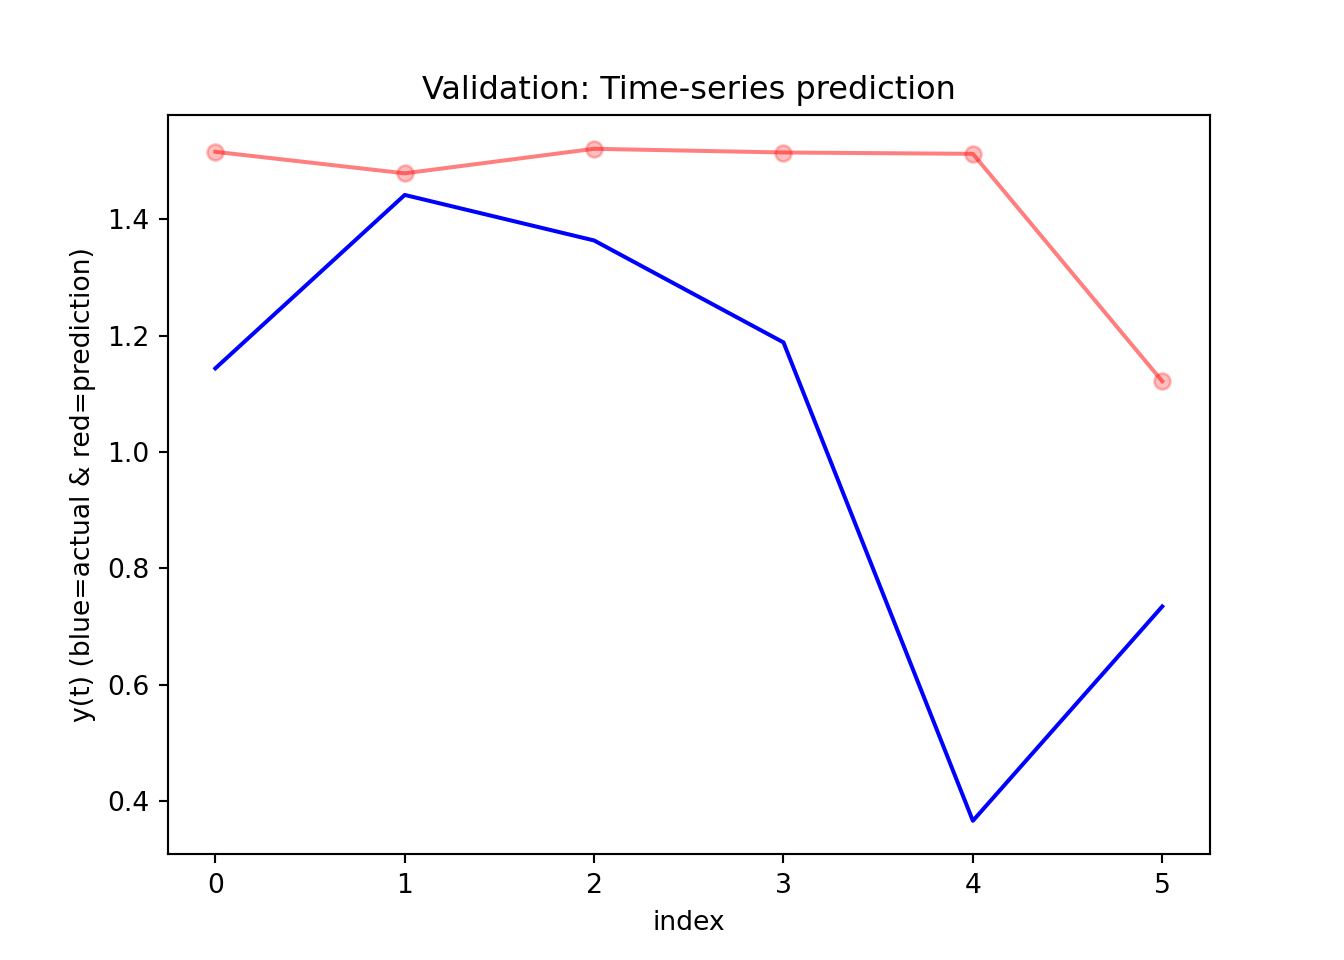 Validation: Time-series prediction
y(t) (blue=actual & red=prediction)
1.4
1.2
1.0
0.8
0.6
0.4
0 1 2 3 4 5
index